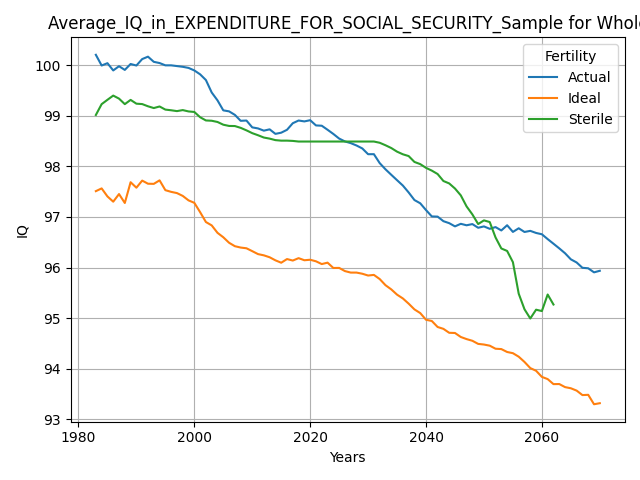 Average_IQ_in_EXPENDITURE_FOR_SOCIAL_SECURITY_Sample for Whole
Fertility
Actual
Ideal
Sterile
IQ
100
99
98
97
96
95
94
93
1980
2000
2020
2040
2060
Years